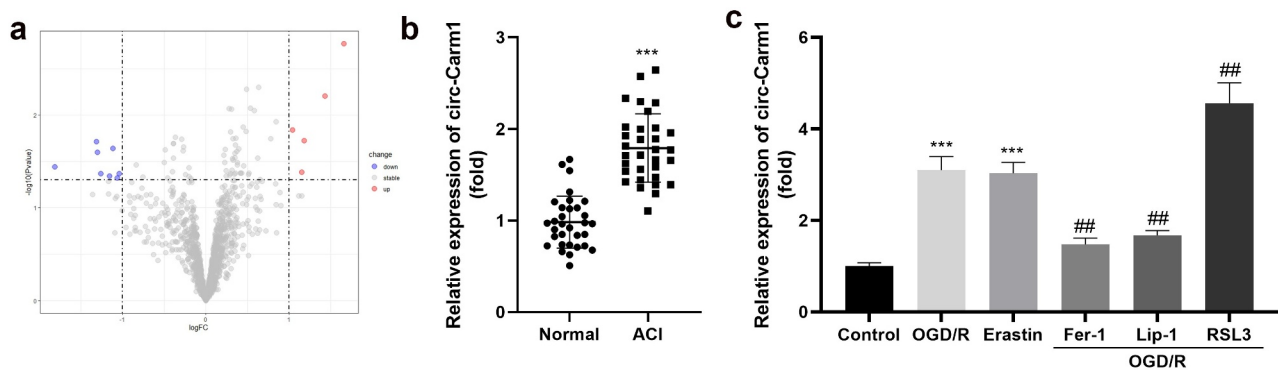 a
-log10(Pvalue)
2
1
0
-1
0
1
logFC
change
down
stable
up
b
Relative expression of circ-Carm1
(fold)
3
2
1
0
***
Normal
ACI
c
Relative expression of circ-Carm1
(fold)
6
4
2
0
***
***
##
##
##
Control
OGD/R
Erastin
Fer-1
Lip-1
RSL3
OGD/R